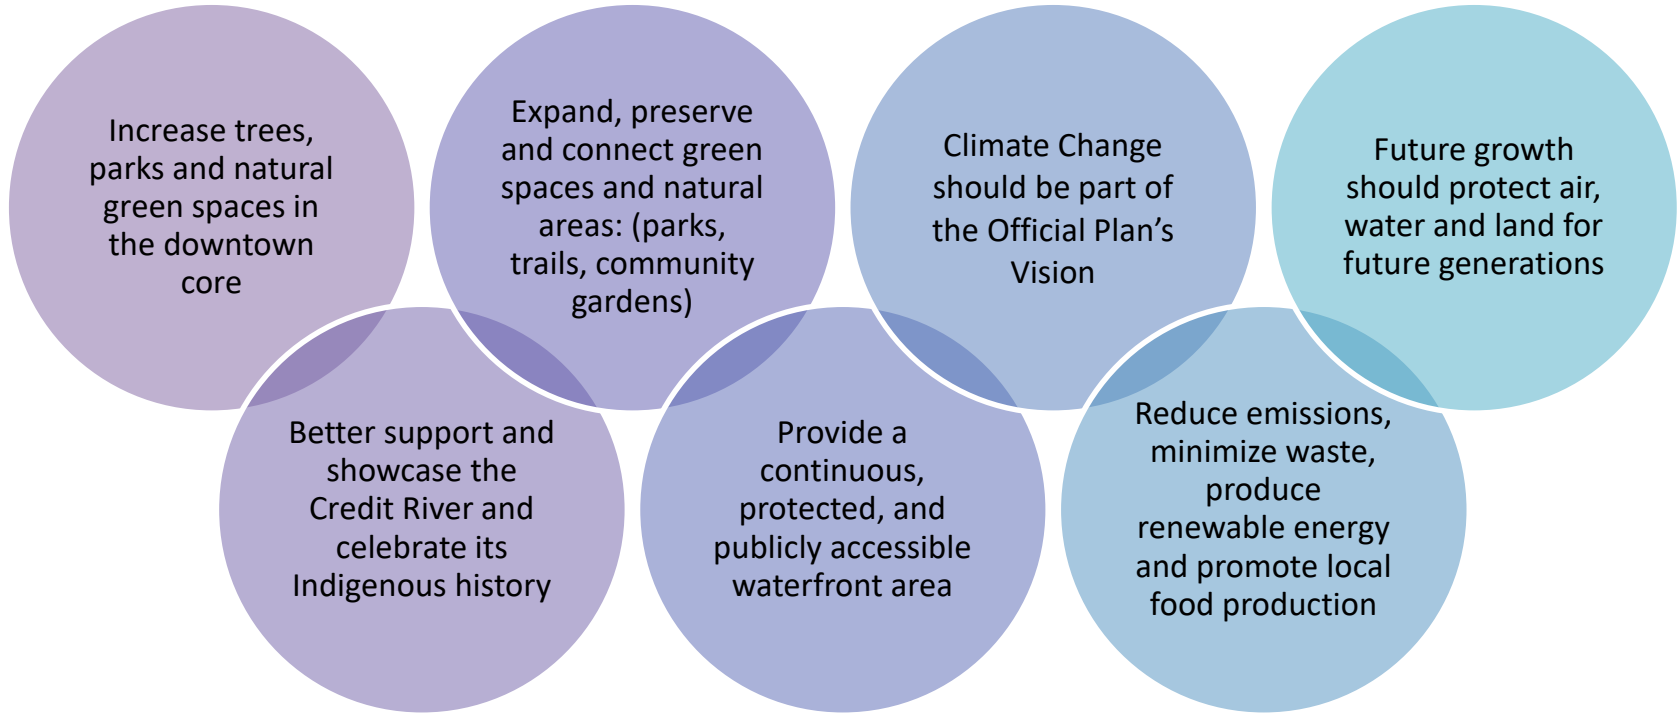 Increase trees,
parks and natural
green spaces in
the downtown
core
Better support and
showcase the
Credit River and
celebrate its
Indigenous history
Expand, preserve
and connect green
spaces and natural
areas: (parks,
trails, community
gardens)
Provide a
continuous,
protected, and
publicly accessible
waterfront area
Climate Change
should be part of
the Official Plan’s
Vision
Reduce emissions,
minimize waste,
produce
renewable energy
and promote local
food production
Future growth
should protect air,
water and land for
future generations